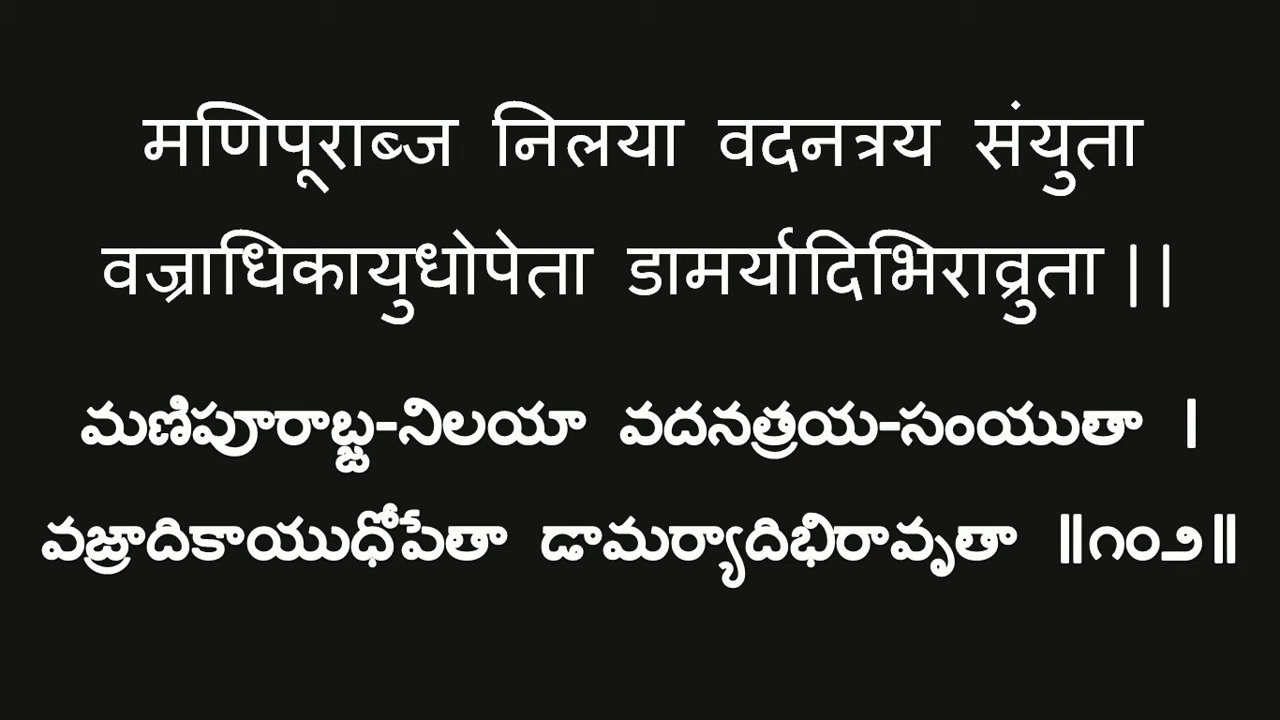 मणिपूराब्ज निलया वदनत्रय संयुता
वज्राधिकायुधोपेता डामर्यादिभिराव्रुता ||
మణిపూరాబ్జ-నిలయా వదనత్రయ-సంయుతా ।
వజ్రాదికాయుధోపేతా డామర్యాదిభిరావృతా ॥౧౦౨॥